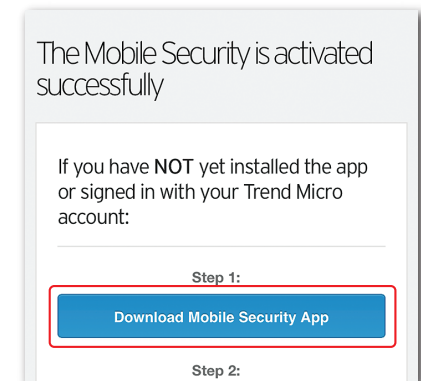 The Mobile Security is activated
successfully
If you have NOT yet installed the app
or signed in with your Trend Micro
account:
Step 1:
Download Mobile Security App
Step 2: